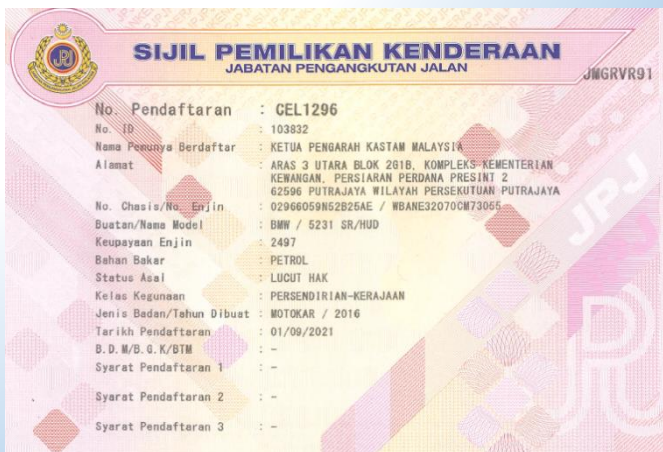 SIJIL PEMILIKAN KENDERAAN
JABATAN PENGANGKUTAN JALAN
JMGRVR91
No. Pendaftaran : CEL1296
No. ID : 103832
Nama Pemunya Berdaftar : KETUA PENGARAH KASTAM MALAYSIA
Alamat : ARAS 3 UTARA BLOK 2G1B, KOMPLEKS KEMENTERIAN
KEWANGAN, PERSIARAN PERDANA PRESINT 2
62596 PUTRAJAYA WILAYAH PERSEKUTUAN PUTRAJAYA
No. Chasis/No. Enjin : 02966059N52B25AE / WBANE32070CM73055
Buatan/Nama Model : BMW / 523I SR/HUD
Keupayaan Enjin : 2497
Bahan Bakar : PETROL
Status Asal : LUCUT HAK
Kelas Kegunaan : PERSENDIRIAN-KERAJAAN
Jenis Badan/Tahun Dibuat : MOTOKAR / 2016
Tarikh Pendaftaran : 01/09/2021
B.D.M/B.G.K/BTM : -
Syarat Pendaftaran 1 : -
Syarat Pendaftaran 2 : -
Syarat Pendaftaran 3 : -
JPJ